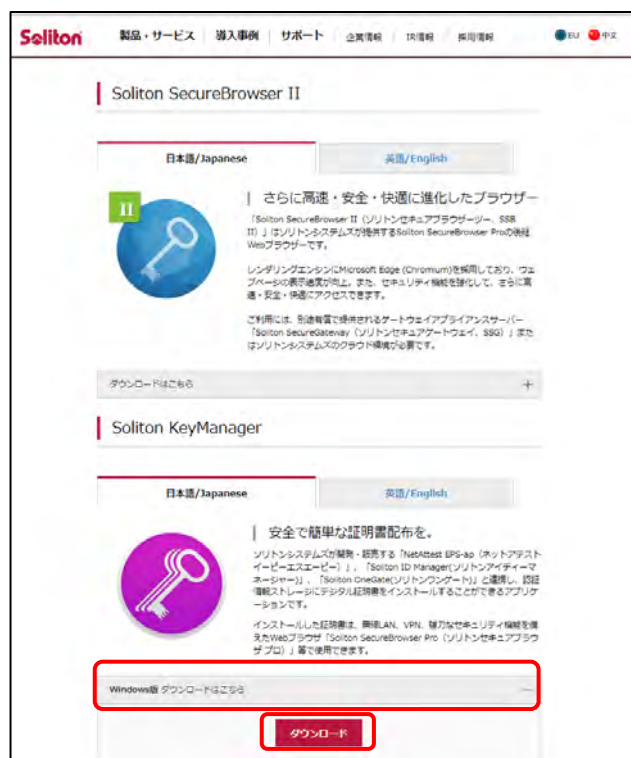 Soliton 製品・サービス 導入事例 サポート 企業情報 IR情報 採用情報 EU 中文
Soliton SecureBrowser II
日本語/Japanese 英語/English
II
さらに高速・安全・快適に進化したブラウザー
「Soliton SecureBrowser II（ソリトンセキュアブラウザーツー、SSB
II）」はソリトンシステムズが提供するSoliton SecureBrowser Proの後継
Webブラウザーです。
レンダリングエンジンにMicrosoft Edge (Chromium)を採用しており、ウェ
ブページの表示速度が向上。また、セキュリティ機能を強化して、さらに高
速・安全・快適にアクセスできます。
ご利用には、別途有償で提供されるゲートウェイアプライアンスサーバー
「Soliton SecureGateway（ソリトンセキュアゲートウェイ、SSG）」また
はソリトンシステムズのクラウド環境が必要です。
ダウンロードはこちら +
Soliton KeyManager
日本語/Japanese 英語/English
安全で簡単な証明書配布を。
ソリトンシステムズが開発・販売する「NetAttest EPS-ap（ネットアテスト
イーピーエスエーピー）」、「Soliton ID Manager(ソリトンアイディーマ
ネージャー)」、「Soliton OneGate(ソリトンワンゲート)」と連携し、認証
情報ストレージにデジタル証明書をインストールすることができるアプリケ
ーションです。
インストールした証明書は、無線LAN、VPN、強力なセキュリティ機能を備
えたWebブラウザ「Soliton SecureBrowser Pro（ソリトンセキュアブラウ
ザ プロ）」等で使用できます。
Windows版 ダウンロードはこちら —
ダウンロード